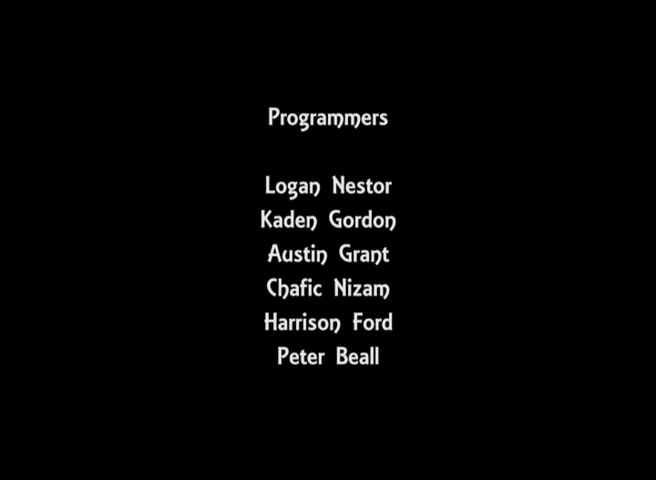 Programmers
Logan Nestor
Kaden Gordon
Austin Grant
Chafic Nizam
Harrison Ford
Peter Beall